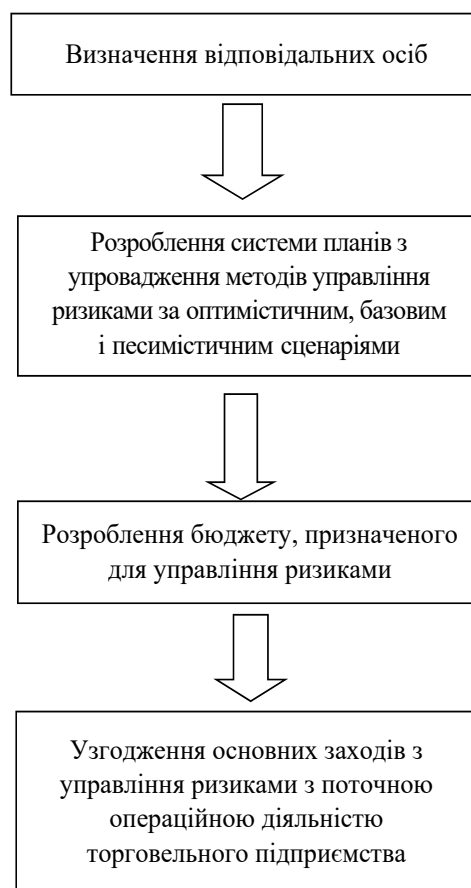 Визначення відповідальних осіб
Розроблення системи планів з
упровадження методів управління
ризиками за оптимістичним, базовим
і песимістичним сценаріями
Розроблення бюджету, призначеного
для управління ризиками
Узгодження основних заходів з
управління ризиками з поточною
операційною діяльністю
торговельного підприємства